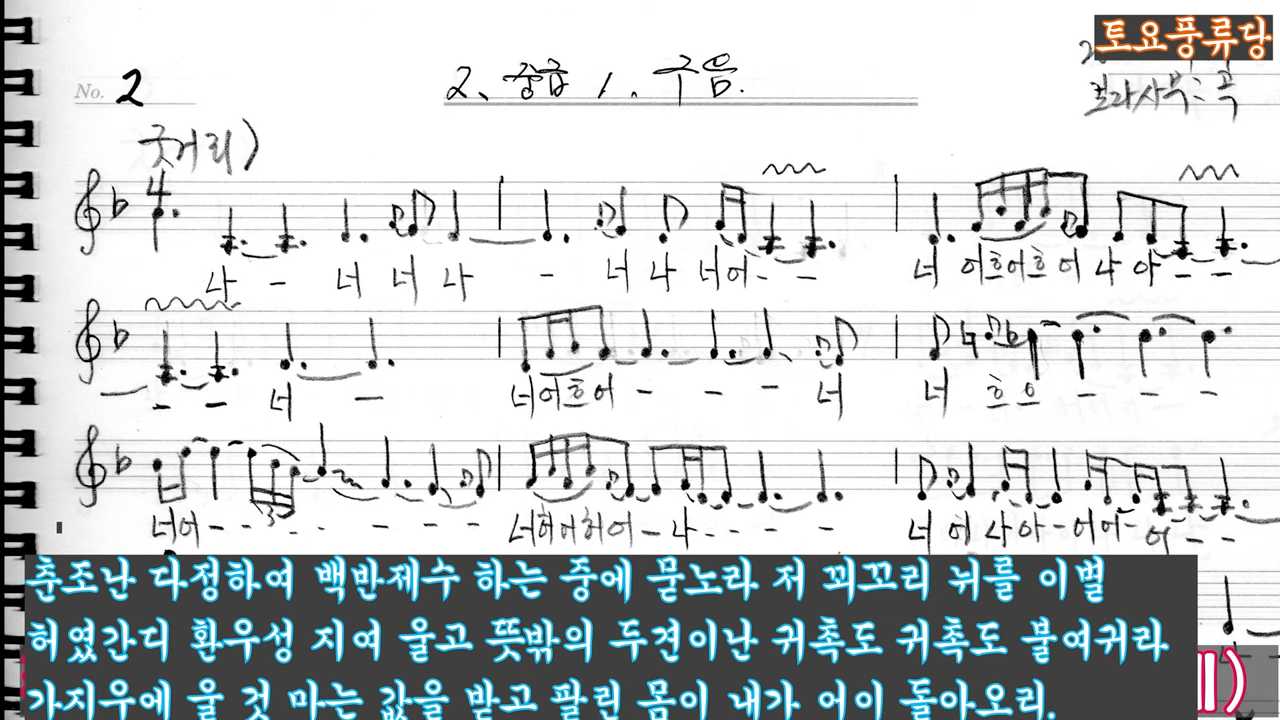 토요풍류당
No. 2
2、중급 1. 구음.
보라사부: 곡
굿거리)
4
나 - 너 너 나 - 너 나 너어 - - 너 어흐어흐 어 나 아 - -
- - 너 - 너어흐어 - - - 너 너 흐으 - - -
3
너어 - - - - - - - 너허어허어 - 나 - - - - 너 어 나아 - 어어 - 어 - -
춘조난 다정하여 백반제수 하는 중에 묻노라 저 꾀꼬리 뉘를 이별
허였간디 환우성 지여 울고 뜻밖의 두견이난 귀촉도 귀촉도 불여귀라
가지우에 울 것 마는 값을 받고 팔린 몸이 내가 어이 돌아오리.